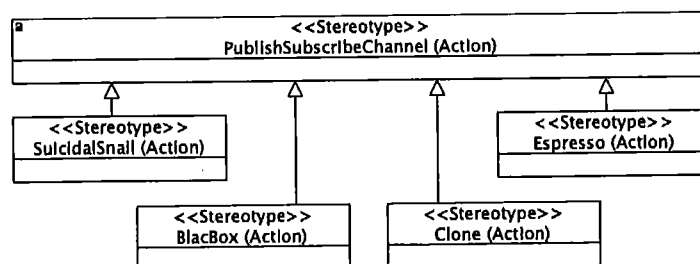 a
<<Stereotype>>
PublishSubscribeChannel (Action)
<<Stereotype>>
SuicidalSnail (Action)
<<Stereotype>>
Espresso (Action)
<<Stereotype>>
BlacBox (Action)
<<Stereotype>>
Clone (Action)